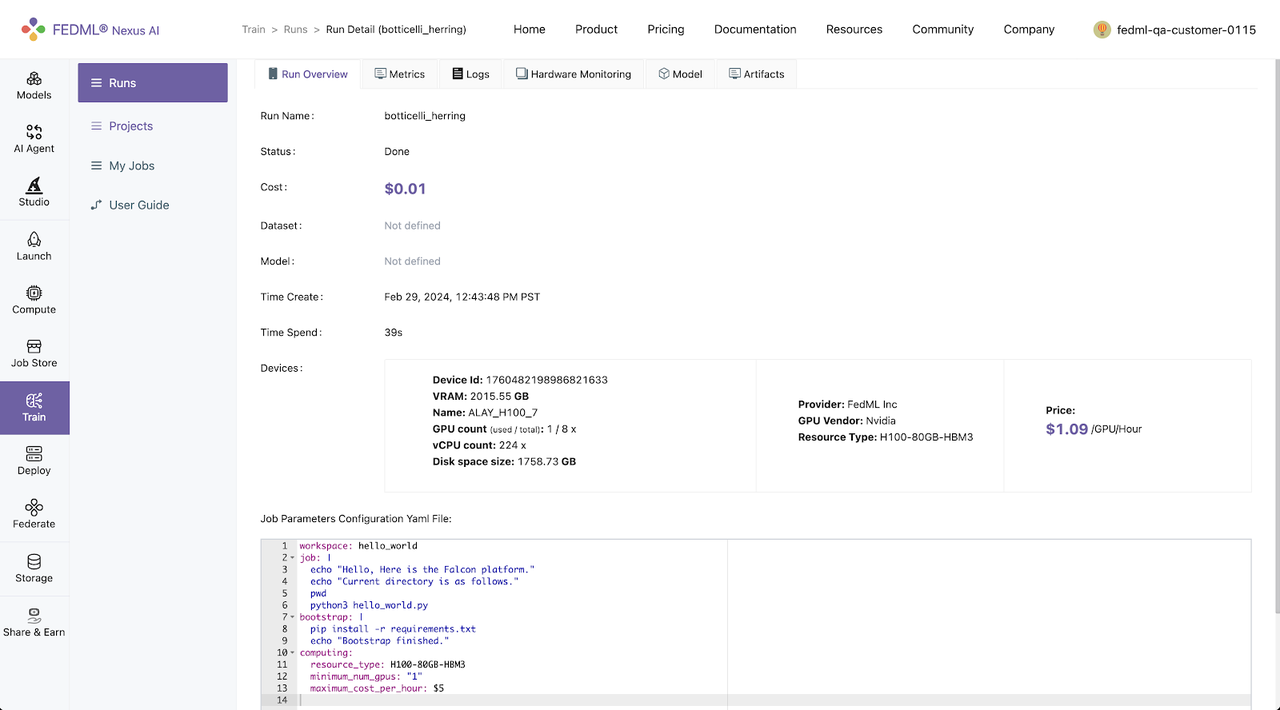 FEDML® Nexus AI
Train > Runs > Run Detail (botticelli_herring)
Home
Product
Pricing
Documentation
Resources
Community
Company
fedml-qa-customer-0115
Models
AI Agent
Studio
Launch
Compute
Job Store
Train
Deploy
Federate
Storage
Share & Earn
Runs
Projects
My Jobs
User Guide
Run Overview
Metrics
Logs
Hardware Monitoring
Model
Artifacts
Run Name: botticelli_herring
Status: Done
Cost: $0.01
Dataset: Not defined
Model: Not defined
Time Create: Feb 29, 2024, 12:43:48 PM PST
Time Spend: 39s
Devices:
Device Id: 1760482198986821633
VRAM: 2015.55 GB
Name: ALAY_H100_7
GPU count (used / total): 1 / 8 x
vCPU count: 224 x
Disk space size: 1758.73 GB
Provider: FedML Inc
GPU Vendor: Nvidia
Resource Type: H100-80GB-HBM3
Price:
$1.09 /GPU/Hour
Job Parameters Configuration Yaml File:
1 workspace: hello_world
2 job: |
3 echo "Hello, Here is the Falcon platform."
4 echo "Current directory is as follows."
5 pwd
6 python3 hello_world.py
7 bootstrap: |
8 pip install -r requirements.txt
9 echo "Bootstrap finished."
10 computing:
11 resource_type: H100-80GB-HBM3
12 minimum_num_gpus: "1"
13 maximum_cost_per_hour: $5
14